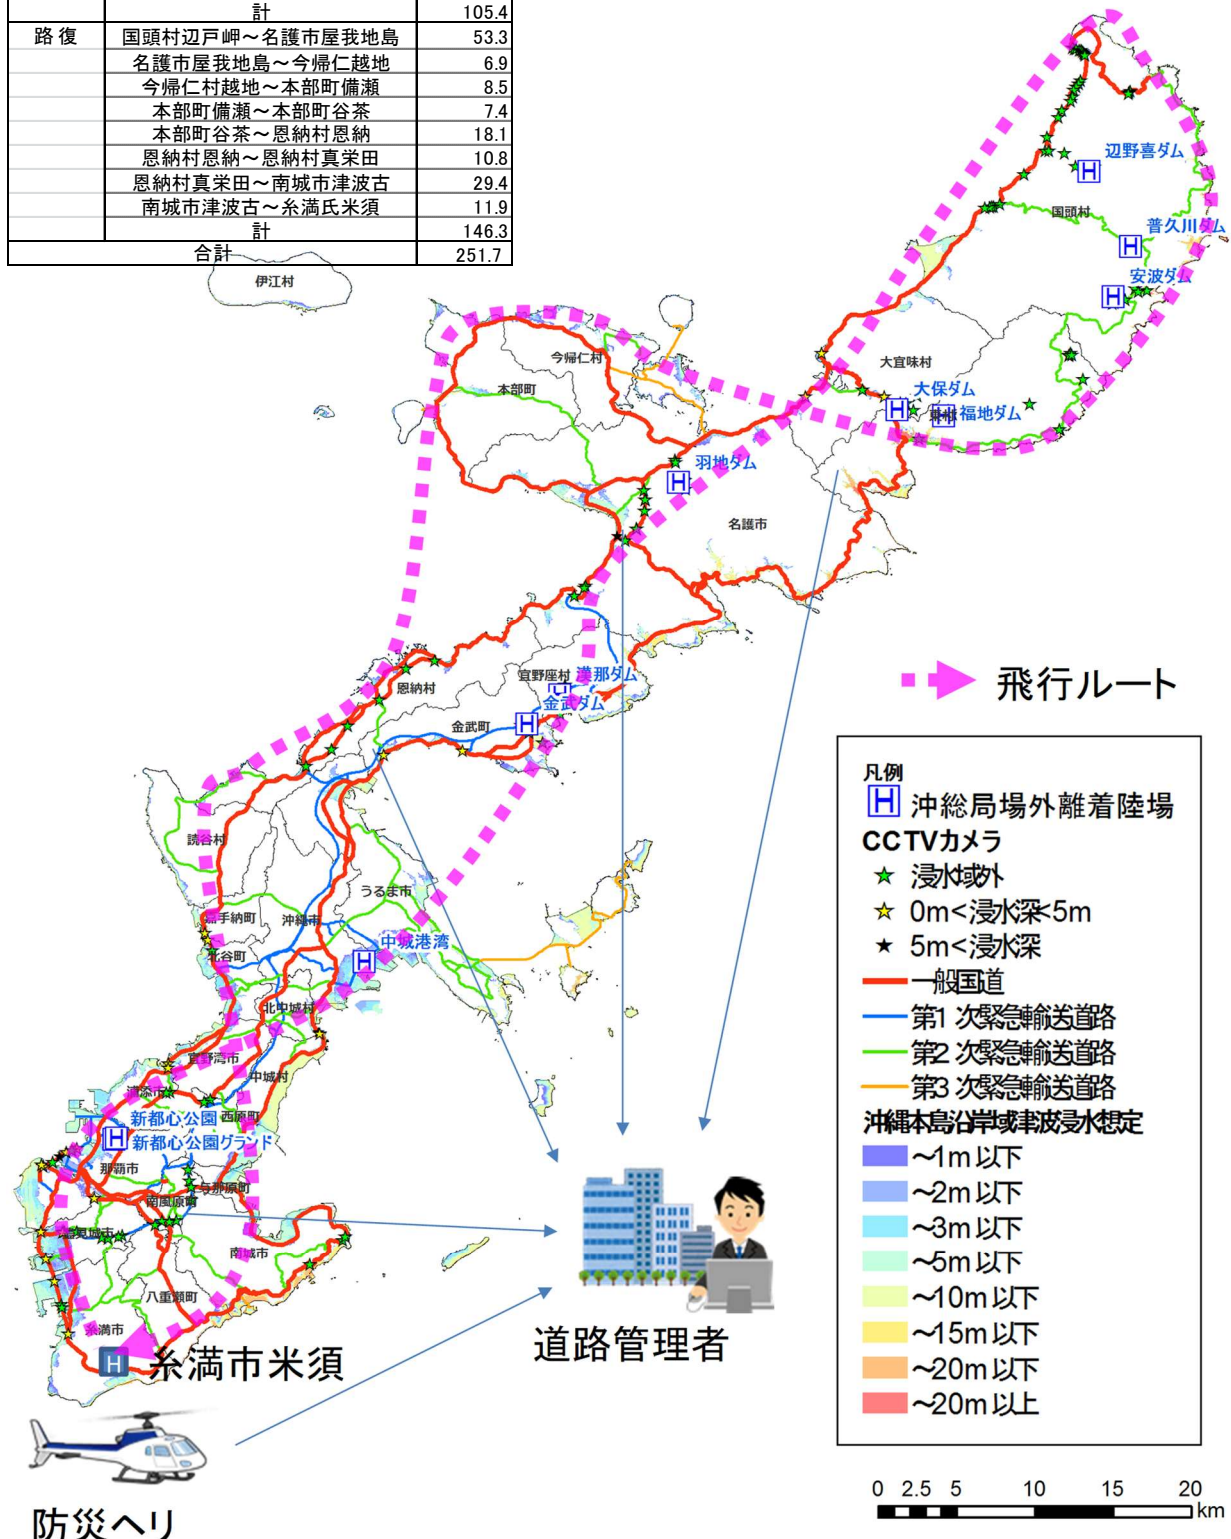 計 105.4
路復 国頭村辺戸岬～名護市屋我地島 53.3
名護市屋我地島～今帰仁越地 6.9
今帰仁村越地～本部町備瀬 8.5
本部町備瀬～本部町谷茶 7.4
本部町谷茶～恩納村恩納 18.1
恩納村恩納～恩納村真栄田 10.8
恩納村真栄田～南城市津波古 29.4
南城市津波古～糸満氏米須 11.9
計 146.3
合計 251.7
辺野喜ダム
国頭村
普久川ダム
安波ダム
伊江村
今帰仁村
本部町
大宜味村
大保ダム
福地ダム
羽地ダム
名護市
宜野座村 漢那ダム
恩納村
金武ダム
金武町
飛行ルート
読谷村
うるま市
嘉手納町 沖縄市
中城港湾
北谷町
北中城村
宜野湾市
中城村
浦添市
新都心公園
西原町
新都心公園グランド
那覇市
与那原町
南風原町
豊見城市
南城市
八重瀬町
糸満市
糸満市米須
防災ヘリ
道路管理者
凡例
H 沖総局場外離着陸場
CCTVカメラ
浸水域外
0m<浸水深<5m
5m<浸水深
一般国道
第1次緊急輸送道路
第2次緊急輸送道路
第3次緊急輸送道路
沖縄本島沿岸域津波浸水想定
～1m以下
～2m以下
～3m以下
～5m以下
～10m以下
～15m以下
～20m以下
～20m以上
0 2.5 5 10 15 20
km